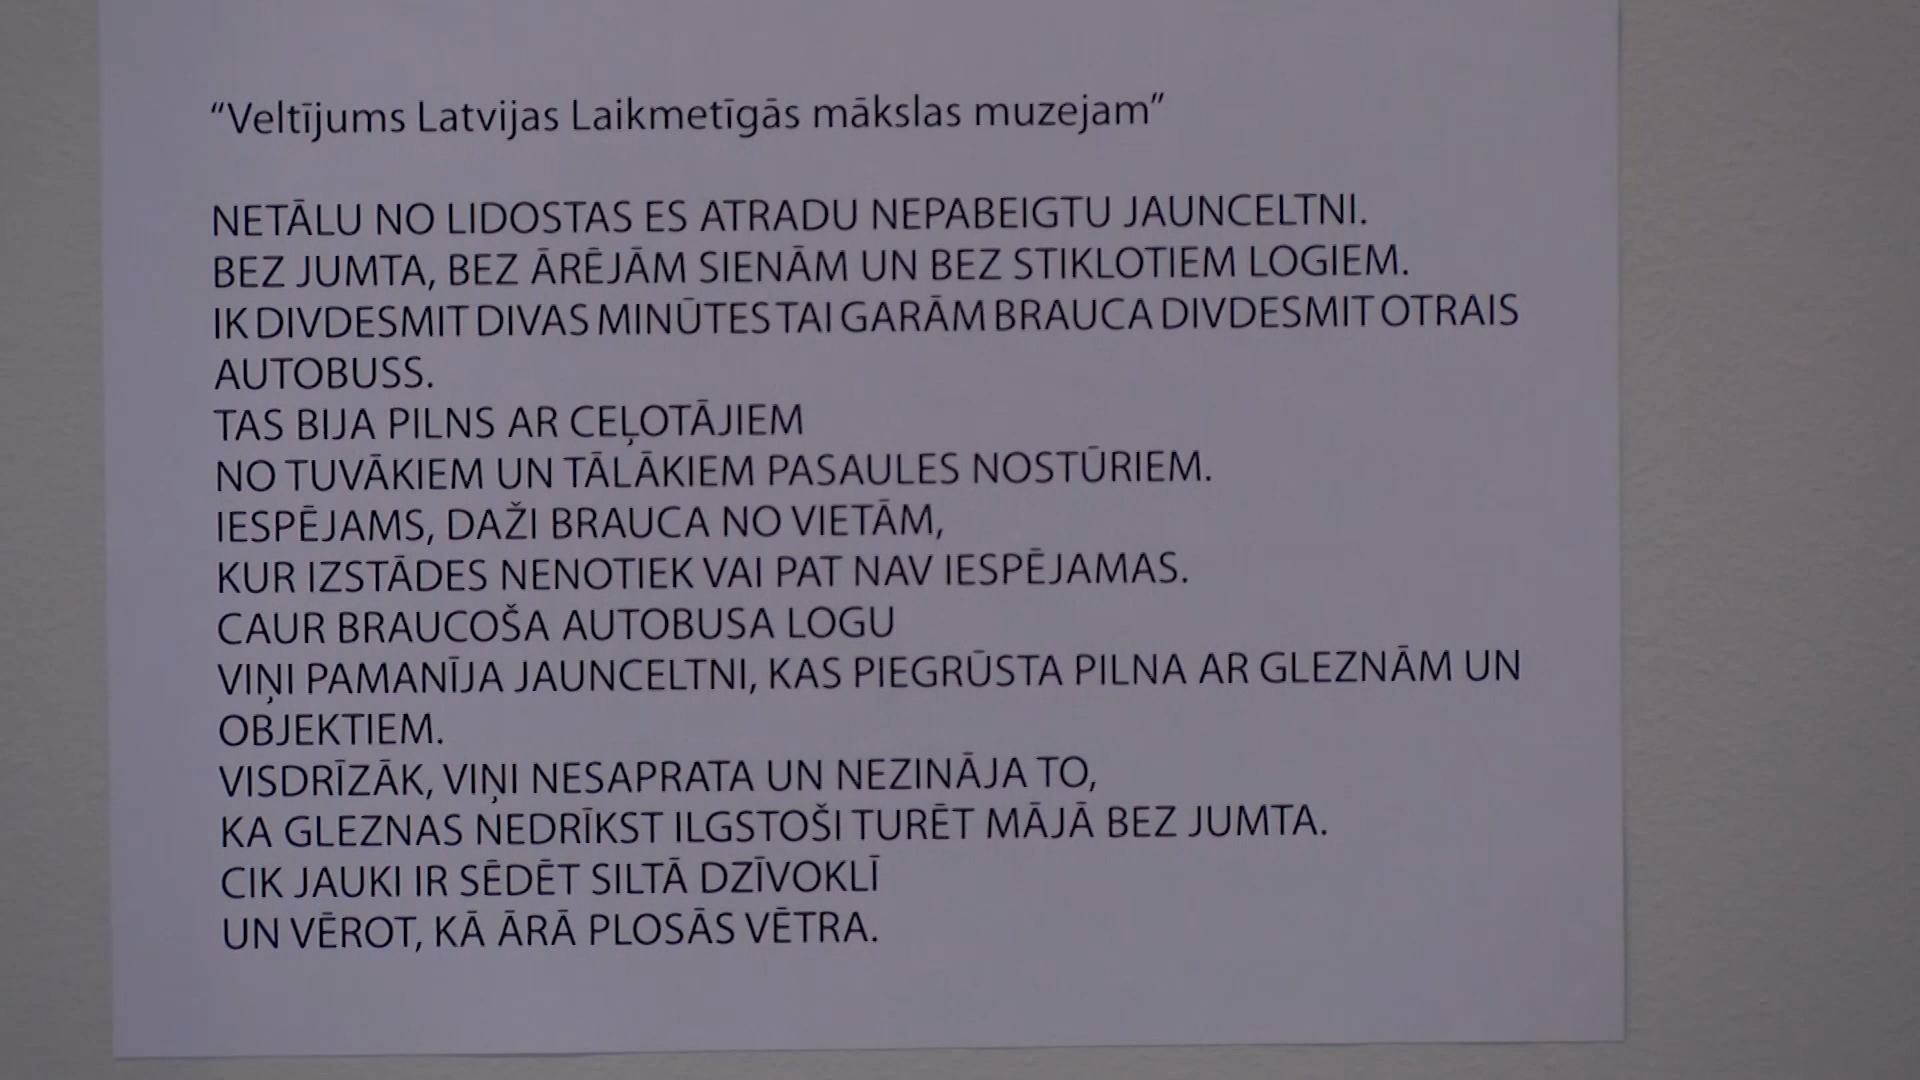 “Veltījums Latvijas Laikmetīgās mākslas muzejam”
NETĀLU NO LIDOSTAS ES ATRADU NEPABEIGTU JAUNCELTNI.
BEZ JUMTA, BEZ ĀRĒJĀM SIENĀM UN BEZ STIKLOTIEM LOGIEM.
IK DIVDESMIT DIVAS MINŪTES TAI GARĀM BRAUCA DIVDESMIT OTRAIS
AUTOBUSS.
TAS BIJA PILNS AR CEĻOTĀJIEM
NO TUVĀKIEM UN TĀLĀKIEM PASAULES NOSTŪRIEM.
IESPĒJAMS, DAŽI BRAUCA NO VIETĀM,
KUR IZSTĀDES NENOTIEK VAI PAT NAV IESPĒJAMAS.
CAUR BRAUCOŠA AUTOBUSA LOGU
VIŅI PAMANĪJA JAUNCELTNI, KAS PIEGRŪSTA PILNA AR GLEZNĀM UN
OBJEKTIEM.
VISDRĪZĀK, VIŅI NESAPRATA UN NEZINĀJA TO,
KA GLEZNAS NEDRĪKST ILGSTOŠI TURĒT MĀJĀ BEZ JUMTA.
CIK JAUKI IR SĒDĒT SILTĀ DZĪVOKLĪ
UN VĒROT, KĀ ĀRĀ PLOSĀS VĒTRA.